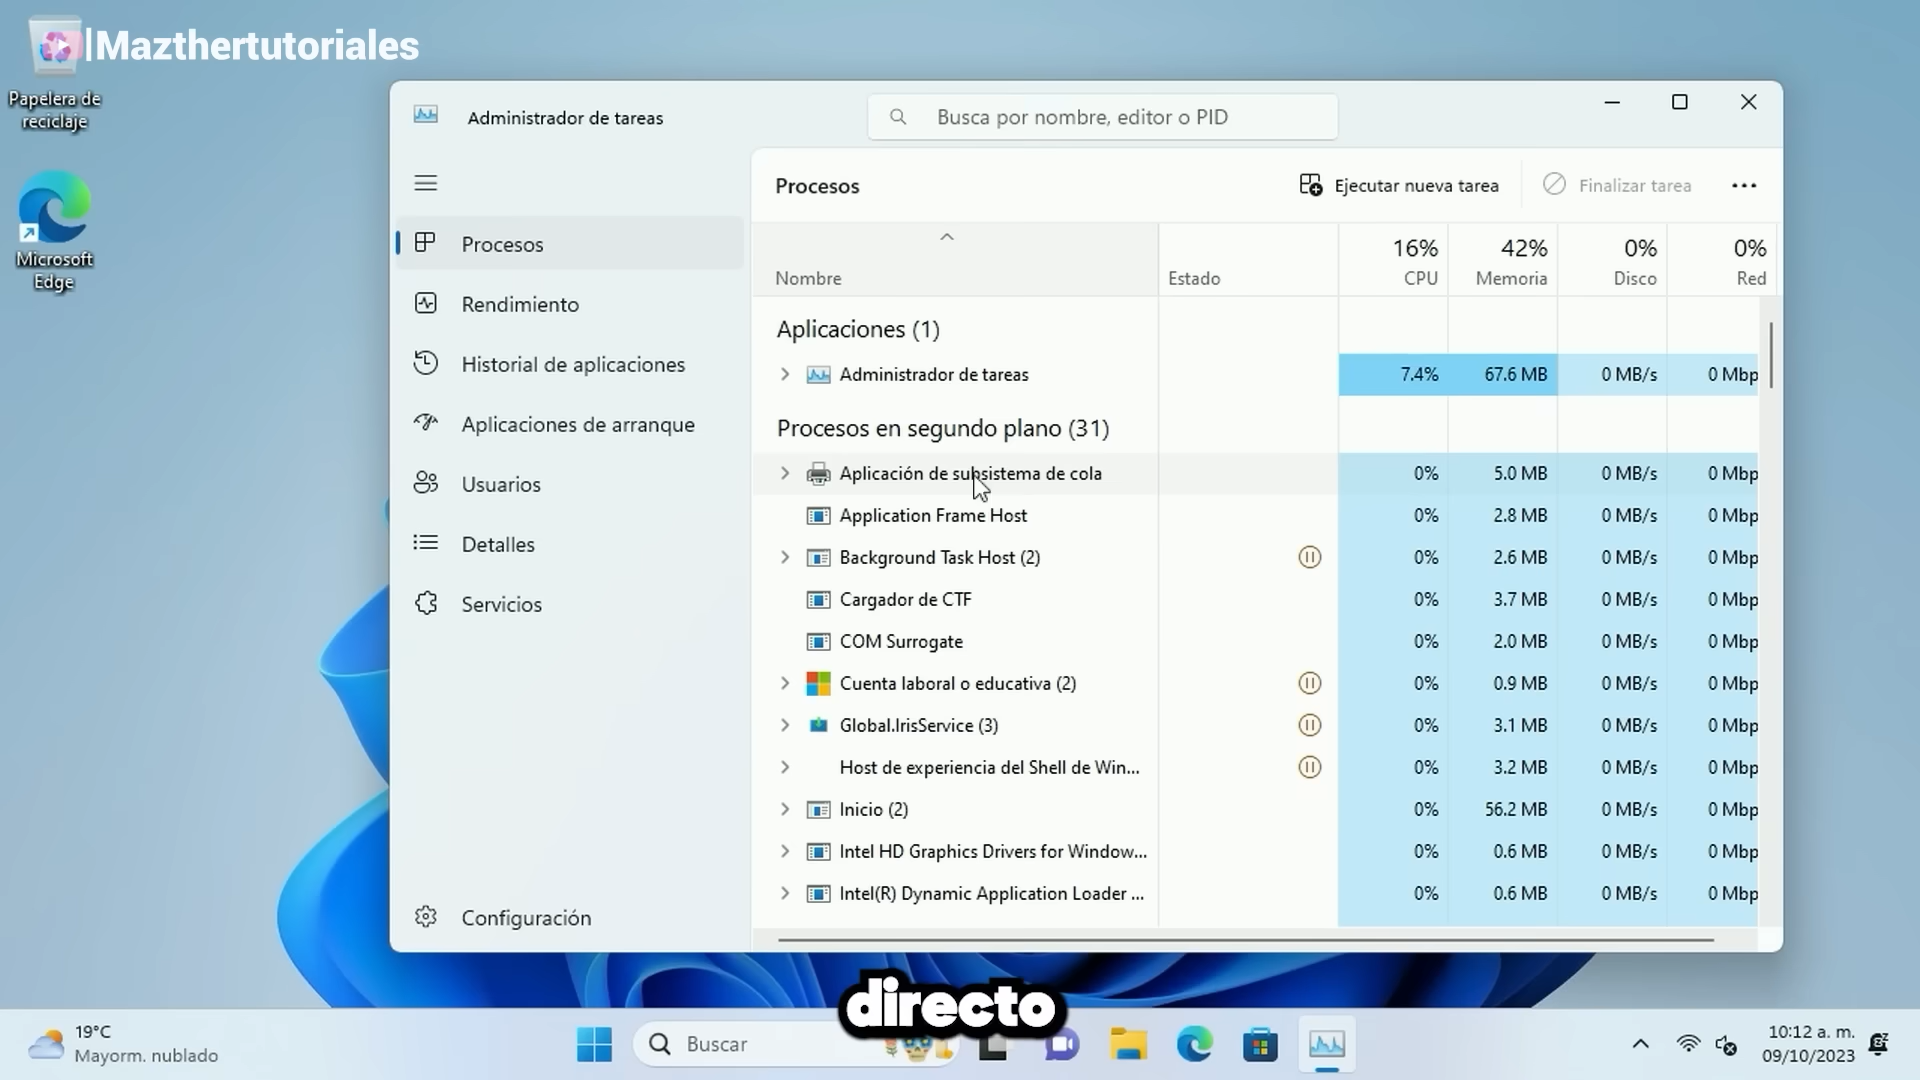 |Mazthertutoriales
Papelera de
reciclaje
Microsoft
Edge
Administrador de tareas
Busca por nombre, editor o PID
Procesos
Rendimiento
Historial de aplicaciones
Aplicaciones de arranque
Usuarios
Detalles
Servicios
Configuración
Procesos
Ejecutar nueva tarea
Finalizar tarea
16% 42% 0% 0%
Nombre Estado CPU Memoria Disco Red
Aplicaciones (1)
Administrador de tareas 7.4% 67.6 MB 0 MB/s 0 Mbp
Procesos en segundo plano (31)
Aplicación de subsistema de cola 0% 5.0 MB 0 MB/s 0 Mbp
Application Frame Host 0% 2.8 MB 0 MB/s 0 Mbp
Background Task Host (2) 0% 2.6 MB 0 MB/s 0 Mbp
Cargador de CTF 0% 3.7 MB 0 MB/s 0 Mbp
COM Surrogate 0% 2.0 MB 0 MB/s 0 Mbp
Cuenta laboral o educativa (2) 0% 0.9 MB 0 MB/s 0 Mbp
Global.IrisService (3) 0% 3.1 MB 0 MB/s 0 Mbp
Host de experiencia del Shell de Win... 0% 3.2 MB 0 MB/s 0 Mbp
Inicio (2) 0% 56.2 MB 0 MB/s 0 Mbp
Intel HD Graphics Drivers for Window... 0% 0.6 MB 0 MB/s 0 Mbp
Intel(R) Dynamic Application Loader ... 0% 0.6 MB 0 MB/s 0 Mbp
directo
19°C
Mayorm. nublado
Buscar
10:12 a. m.
09/10/2023